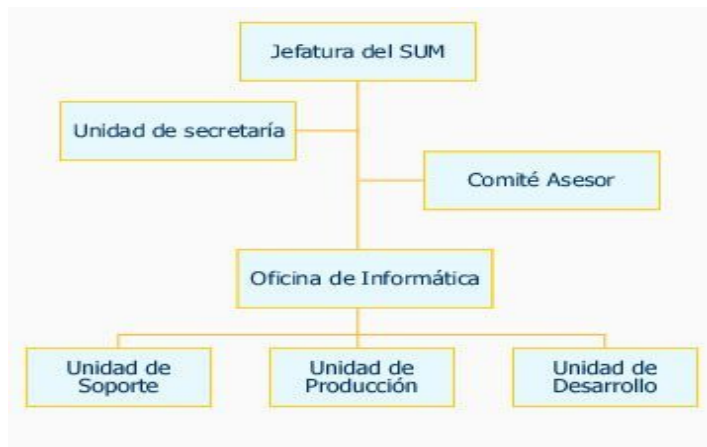 Jefatura del SUM
Unidad de secretaría
Comité Asesor
Oficina de Informática
Unidad de
Soporte
Unidad de
Producción
Unidad de
Desarrollo